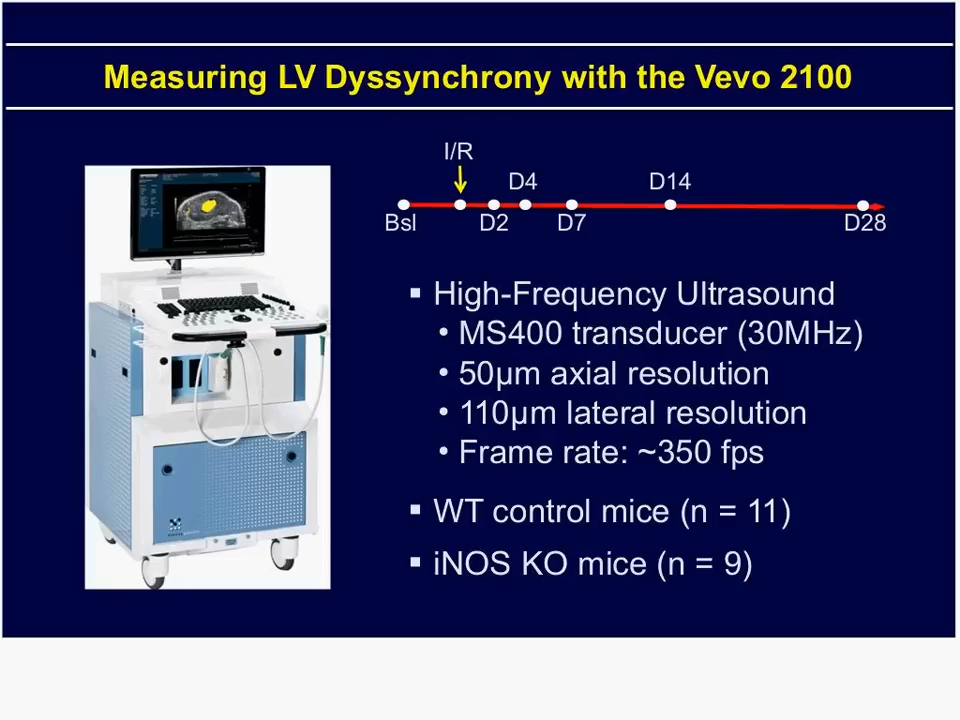 Measuring LV Dyssynchrony with the Vevo 2100
I/R
D4
D14
Bsl
D2
D7
D28
▪ High-Frequency Ultrasound
• MS400 transducer (30MHz)
• 50µm axial resolution
• 110µm lateral resolution
• Frame rate: ~350 fps
▪ WT control mice (n = 11)
▪ iNOS KO mice (n = 9)